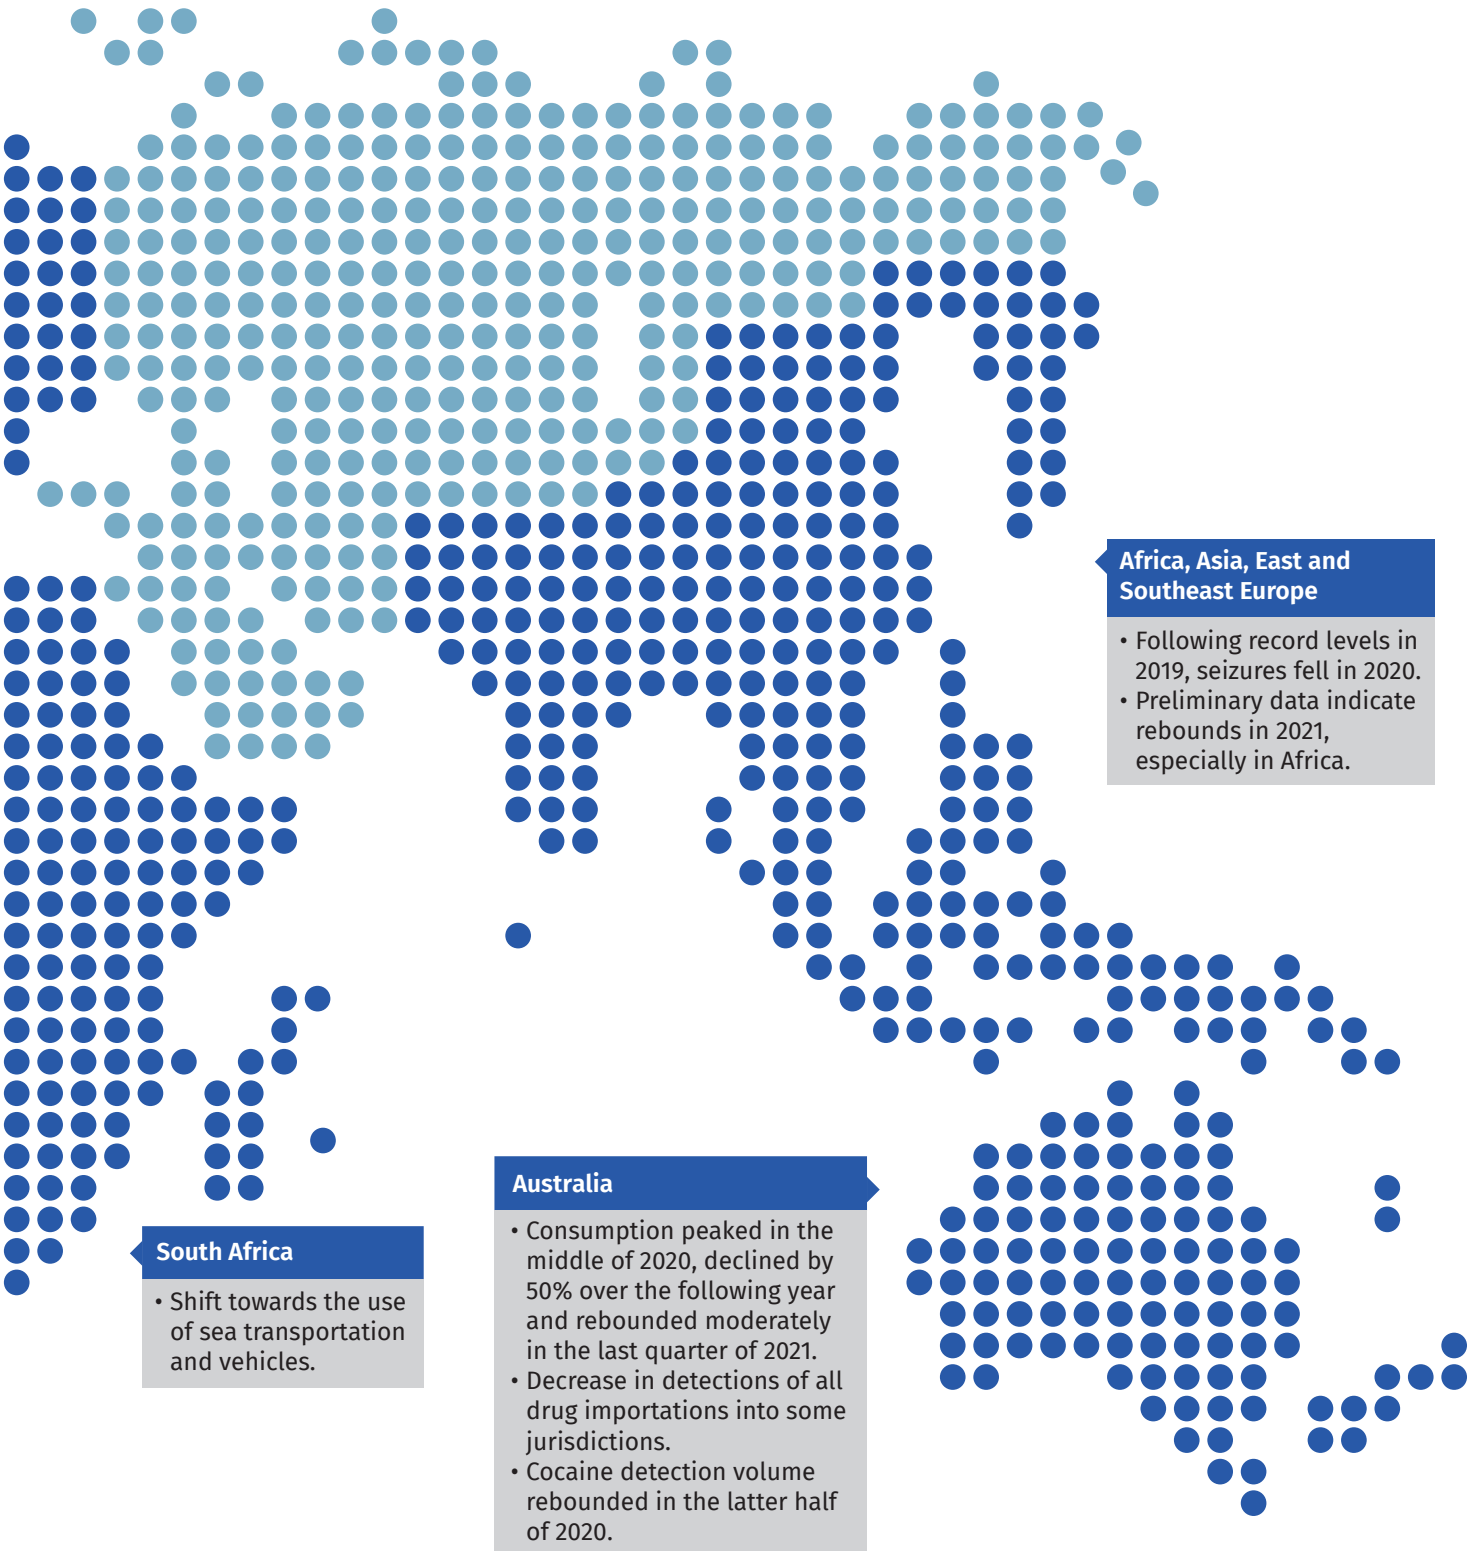 Africa, Asia, East and
Southeast Europe
• Following record levels in
2019, seizures fell in 2020.
• Preliminary data indicate
rebounds in 2021,
especially in Africa.
Australia
• Consumption peaked in the
middle of 2020, declined by
50% over the following year
and rebounded moderately
in the last quarter of 2021.
• Decrease in detections of all
drug importations into some
jurisdictions.
• Cocaine detection volume
rebounded in the latter half
of 2020.
South Africa
• Shift towards the use
of sea transportation
and vehicles.